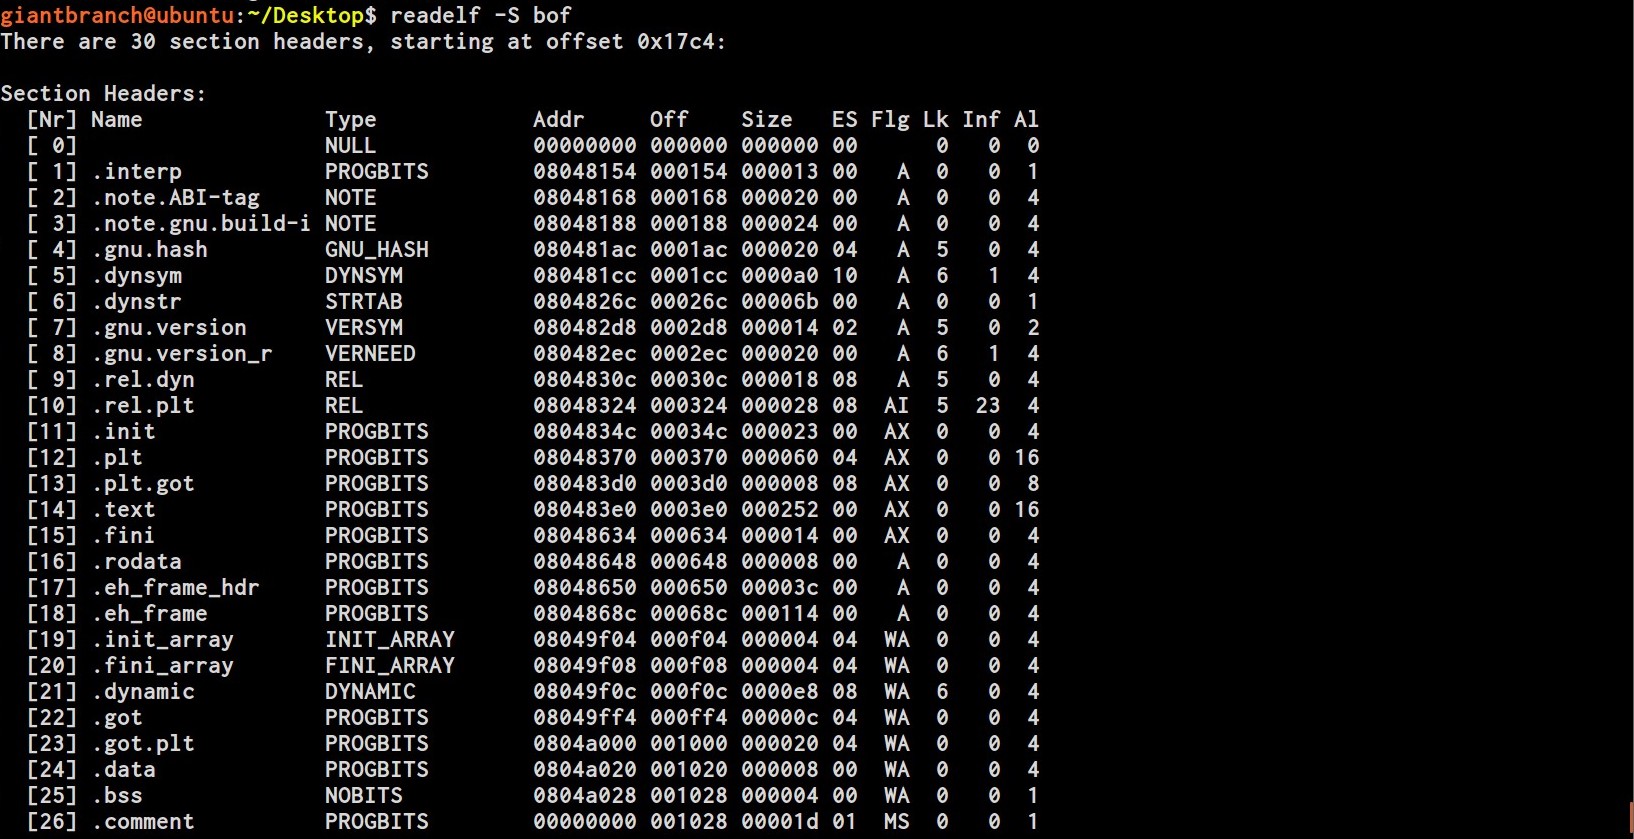 giantbranch@ubuntu:~/Desktop$ readelf -S bof
There are 30 section headers, starting at offset 0x17c4:

Section Headers:
  [Nr] Name              Type            Addr     Off    Size   ES Flg Lk Inf Al
  [ 0]                   NULL            00000000 000000 000000 00      0   0  0
  [ 1] .interp           PROGBITS        08048154 000154 000013 00   A  0   0  1
  [ 2] .note.ABI-tag     NOTE            08048168 000168 000020 00   A  0   0  4
  [ 3] .note.gnu.build-i NOTE            08048188 000188 000024 00   A  0   0  4
  [ 4] .gnu.hash         GNU_HASH        080481ac 0001ac 000020 04   A  5   0  4
  [ 5] .dynsym           DYNSYM          080481cc 0001cc 0000a0 10   A  6   1  4
  [ 6] .dynstr           STRTAB          0804826c 00026c 00006b 00   A  0   0  1
  [ 7] .gnu.version      VERSYM          080482d8 0002d8 000014 02   A  5   0  2
  [ 8] .gnu.version_r    VERNEED         080482ec 0002ec 000020 00   A  6   1  4
  [ 9] .rel.dyn          REL             0804830c 00030c 000018 08   A  5   0  4
  [10] .rel.plt          REL             08048324 000324 000028 08  AI  5  23  4
  [11] .init             PROGBITS        0804834c 00034c 000023 00  AX  0   0  4
  [12] .plt              PROGBITS        08048370 000370 000060 04  AX  0   0 16
  [13] .plt.got          PROGBITS        080483d0 0003d0 000008 08  AX  0   0  8
  [14] .text             PROGBITS        080483e0 0003e0 000252 00  AX  0   0 16
  [15] .fini             PROGBITS        08048634 000634 000014 00  AX  0   0  4
  [16] .rodata           PROGBITS        08048648 000648 000008 00   A  0   0  4
  [17] .eh_frame_hdr     PROGBITS        08048650 000650 00003c 00   A  0   0  4
  [18] .eh_frame         PROGBITS        0804868c 00068c 000114 00   A  0   0  4
  [19] .init_array       INIT_ARRAY      08049f04 000f04 000004 04  WA  0   0  4
  [20] .fini_array       FINI_ARRAY      08049f08 000f08 000004 04  WA  0   0  4
  [21] .dynamic          DYNAMIC         08049f0c 000f0c 0000e8 08  WA  6   0  4
  [22] .got              PROGBITS        08049ff4 000ff4 00000c 04  WA  0   0  4
  [23] .got.plt          PROGBITS        0804a000 001000 000020 04  WA  0   0  4
  [24] .data             PROGBITS        0804a020 001020 000008 00  WA  0   0  4
  [25] .bss              NOBITS          0804a028 001028 000004 00  WA  0   0  1
  [26] .comment          PROGBITS        00000000 001028 00001d 01  MS  0   0  1